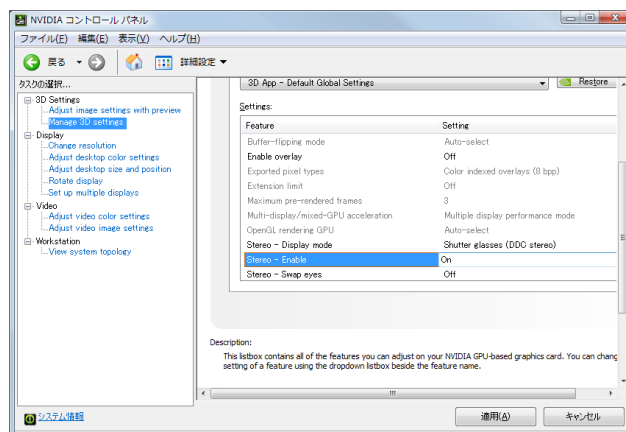 NVIDIA コントロール パネル
ファイル(F) 編集(E) 表示(V) ヘルプ(H)
戻る 詳細設定
タスクの選択...
3D Settings
Adjust image settings with preview
Manage 3D settings
Display
Change resolution
Adjust desktop color settings
Adjust desktop size and position
Rotate display
Set up multiple displays
Video
Adjust video color settings
Adjust video image settings
Workstation
View system topology
3D App - Default Global Settings Restore
Settings:
Feature Setting
Buffer-flipping mode Auto-select
Enable overlay Off
Exported pixel types Color indexed overlays (8 bpp)
Extension limit Off
Maximum pre-rendered frames 3
Multi-display/mixed-GPU acceleration Multiple display performance mode
OpenGL rendering GPU Auto-select
Stereo - Display mode Shutter glasses (DDC stereo)
Stereo - Enable On
Stereo - Swap eyes Off
Description:
This listbox contains all of the features you can adjust on your NVIDIA GPU-based graphics card. You can chang
setting of a feature using the dropdown listbox beside the feature name.
システム情報 適用(A) キャンセル